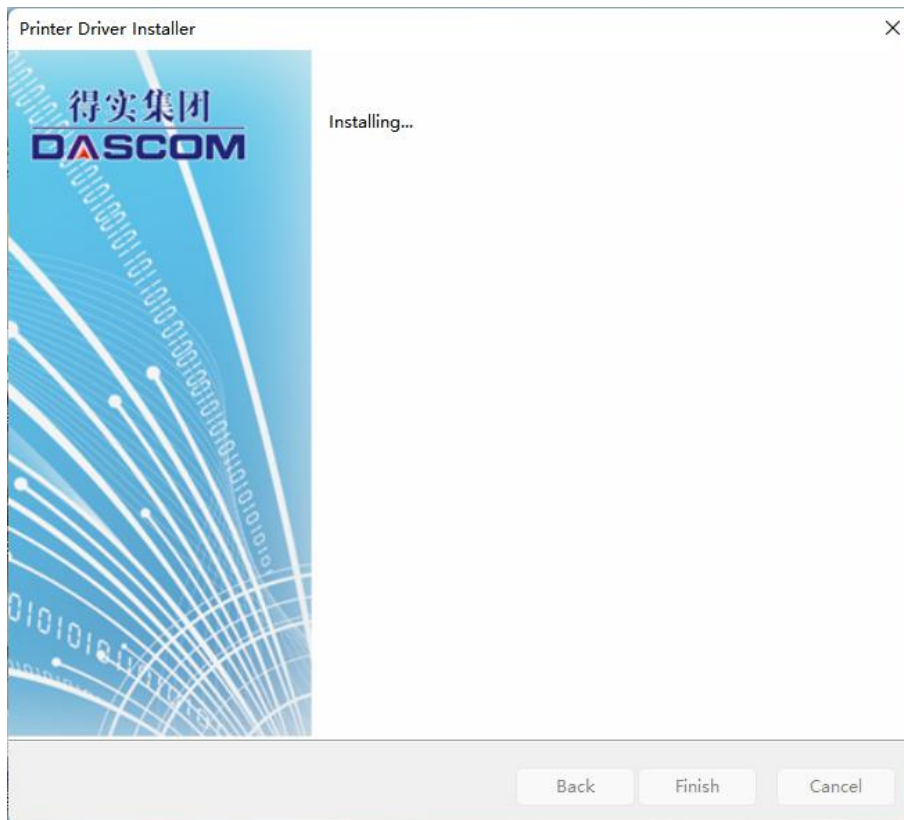 Printer Driver Installer
得实集团
DASCOM
Installing...
Back
Finish
Cancel